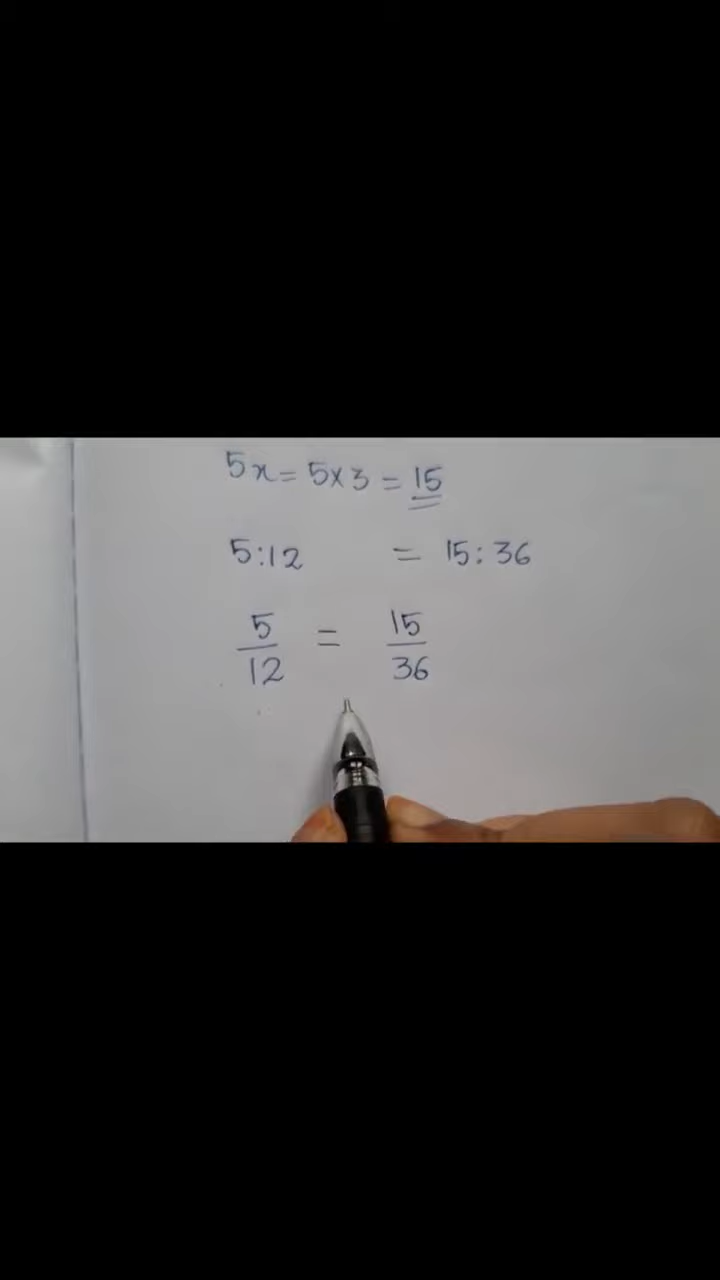 5x = 5x3 = 15
5:12 = 15:36
5/12 = 15/36